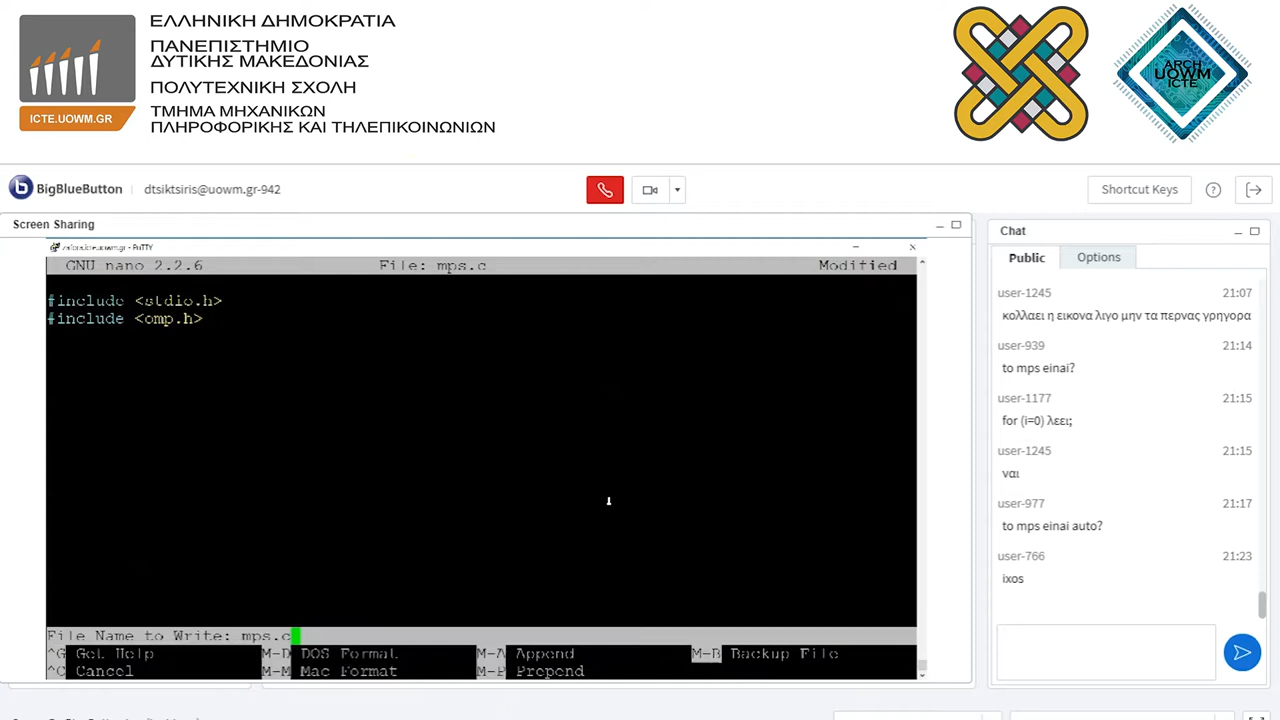 ICTE.UOWM.GR
ΕΛΛΗΝΙΚΗ ΔΗΜΟΚΡΑΤΙΑ
ΠΑΝΕΠΙΣΤΗΜΙΟ
ΔΥΤΙΚΗΣ ΜΑΚΕΔΟΝΙΑΣ
ΠΟΛΥΤΕΧΝΙΚΗ ΣΧΟΛΗ
ΤΜΗΜΑ ΜΗΧΑΝΙΚΩΝ
ΠΛΗΡΟΦΟΡΙΚΗΣ ΚΑΙ ΤΗΛΕΠΙΚΟΙΝΩΝΙΩΝ
ARCH
UOWM
ICTE
BigBlueButton dtsiktsiris@uowm.gr-942
Shortcut Keys
Screen Sharing
PuTTY
GNU nano 2.2.6 File: mps.c Modified
#include <stdio.h>
#include <omp.h>
File Name to Write: mps.c
^G Get Help M-D DOS Format M-A Append M-B Backup File
^C Cancel M-M Mac Format M-P Prepend
Chat
Public Options
user-1245 21:07
κολλαει η εικονα λιγο μην τα περνας γρηγορα
user-939 21:14
to mps einai?
user-1177 21:15
for (i=0) λεει;
user-1245 21:15
ναι
user-977 21:17
to mps einai auto?
user-766 21:23
ixos